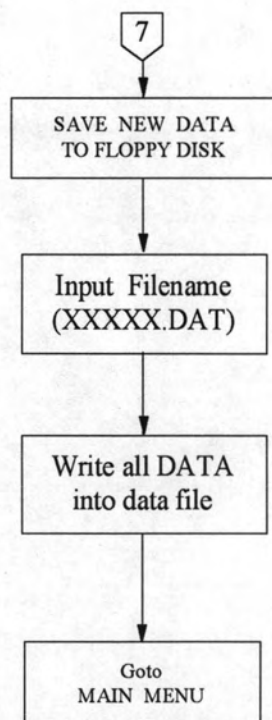 7
SAVE NEW DATA
TO FLOPPY DISK
Input Filename
(XXXXX.DAT)
Write all DATA
into data file
Goto
MAIN MENU